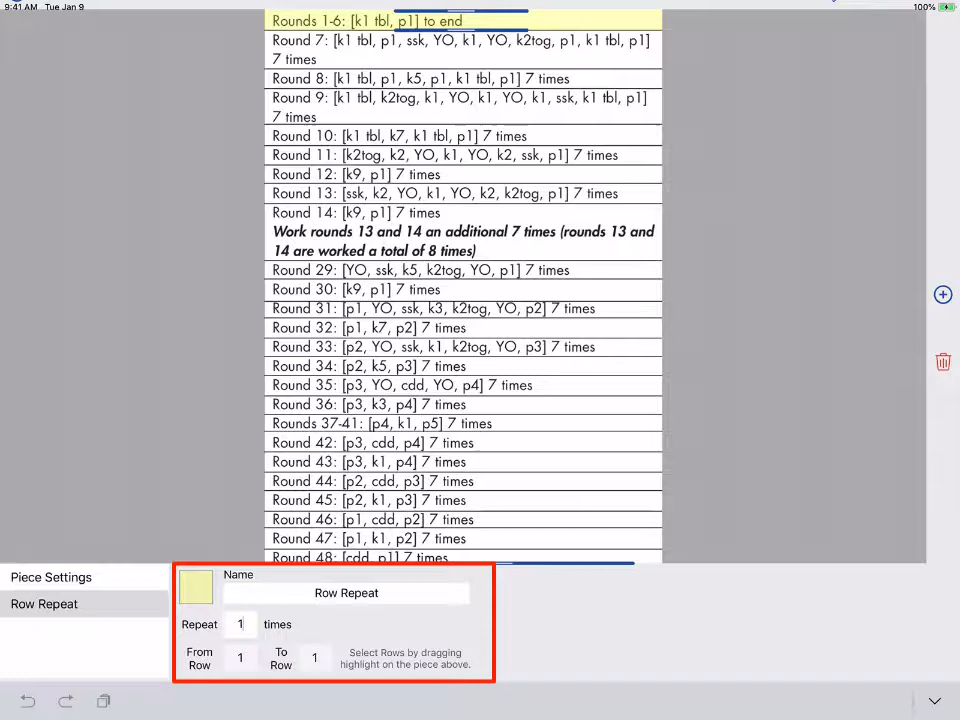 9:41 AM Tue Jan 9
100%
Rounds 1-6: [k1 tbl, p1] to end
Round 7: [k1 tbl, p1, ssk, YO, k1, YO, k2tog, p1, k1 tbl, p1]
7 times
Round 8: [k1 tbl, p1, k5, p1, k1 tbl, p1] 7 times
Round 9: [k1 tbl, k2tog, k1, YO, k1, YO, k1, ssk, k1 tbl, p1]
7 times
Round 10: [k1 tbl, k7, k1 tbl, p1] 7 times
Round 11: [k2tog, k2, YO, k1, YO, k2, ssk, p1] 7 times
Round 12: [k9, p1] 7 times
Round 13: [ssk, k2, YO, k1, YO, k2, k2tog, p1] 7 times
Round 14: [k9, p1] 7 times
Work rounds 13 and 14 an additional 7 times (rounds 13 and
14 are worked a total of 8 times)
Round 29: [YO, ssk, k5, k2tog, YO, p1] 7 times
Round 30: [k9, p1] 7 times
Round 31: [p1, YO, ssk, k3, k2tog, YO, p2] 7 times
Round 32: [p1, k7, p2] 7 times
Round 33: [p2, YO, ssk, k1, k2tog, YO, p3] 7 times
Round 34: [p2, k5, p3] 7 times
Round 35: [p3, YO, cdd, YO, p4] 7 times
Round 36: [p3, k3, p4] 7 times
Rounds 37-41: [p4, k1, p5] 7 times
Round 42: [p3, cdd, p4] 7 times
Round 43: [p3, k1, p4] 7 times
Round 44: [p2, cdd, p3] 7 times
Round 45: [p2, k1, p3] 7 times
Round 46: [p1, cdd, p2] 7 times
Round 47: [p1, k1, p2] 7 times
Round 48: [cdd, p1] 7 times
Piece Settings
Row Repeat
Name
Row Repeat
Repeat 1 times
From Row 1 To Row 1
Select Rows by dragging
highlight on the piece above.